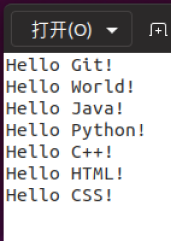 打开(O)
Hello Git!
Hello World!
Hello Java!
Hello Python!
Hello C++!
Hello HTML!
Hello CSS!